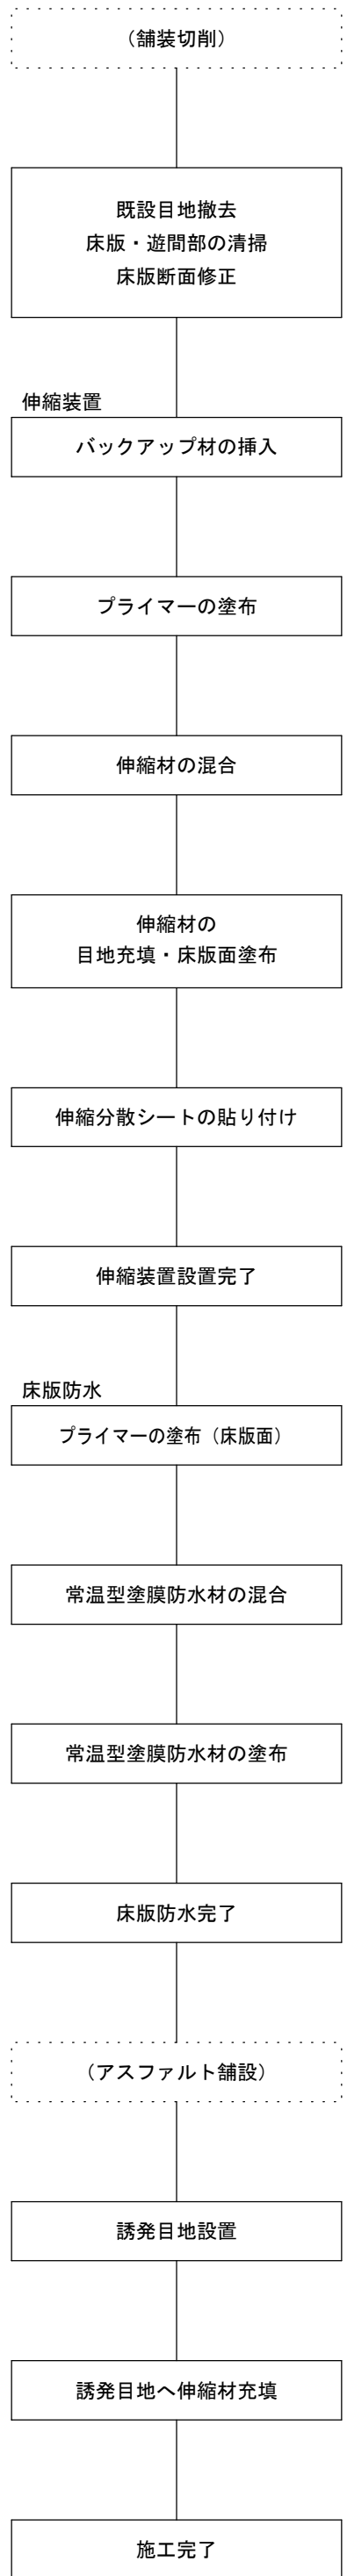 (舗装切削)
既設目地撤去
床版・遊間部の清掃
床版断面修正
伸縮装置
バックアップ材の挿入
プライマーの塗布
伸縮材の混合
伸縮材の
目地充填・床版面塗布
伸縮分散シートの貼り付け
伸縮装置設置完了
床版防水
プライマーの塗布（床版面）
常温型塗膜防水材の混合
常温型塗膜防水材の塗布
床版防水完了
（アスファルト舗設）
誘発目地設置
誘発目地へ伸縮材充填
施工完了